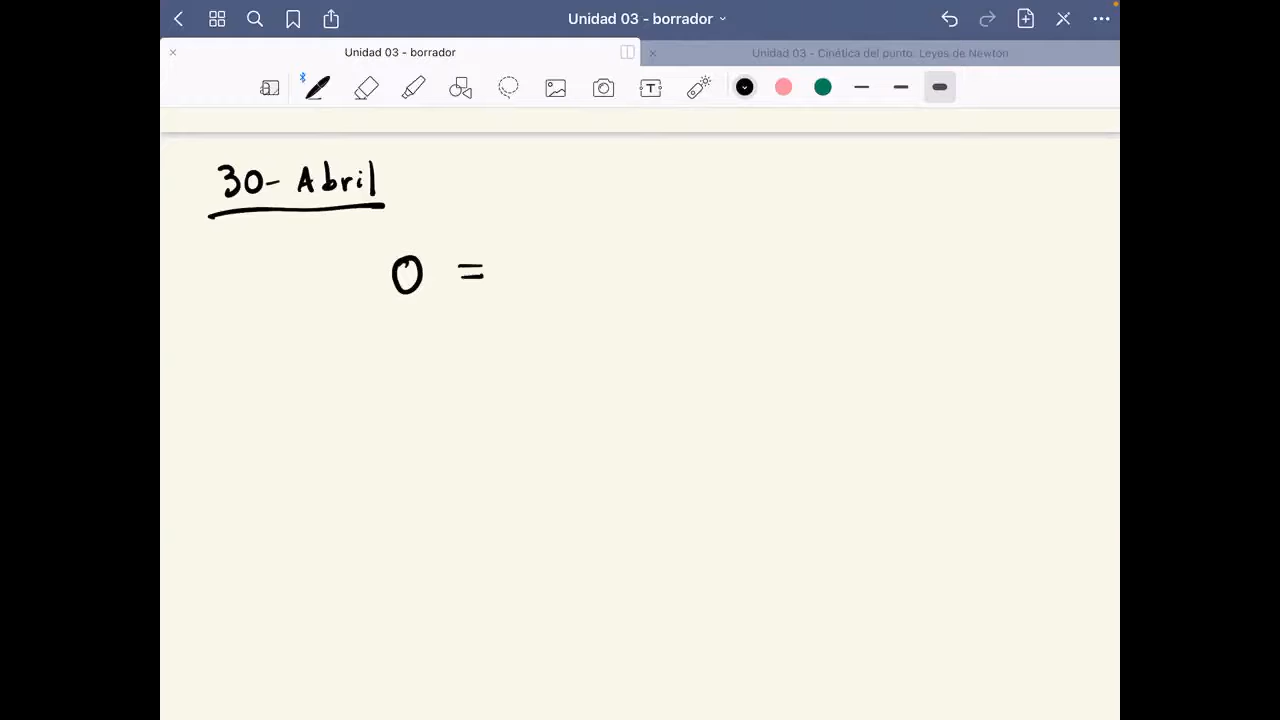 Unidad 03 - borrador
Unidad 03 - borrador
Unidad 03 - Cinética del punto. Leyes de Newton
T
30- Abril
0 =